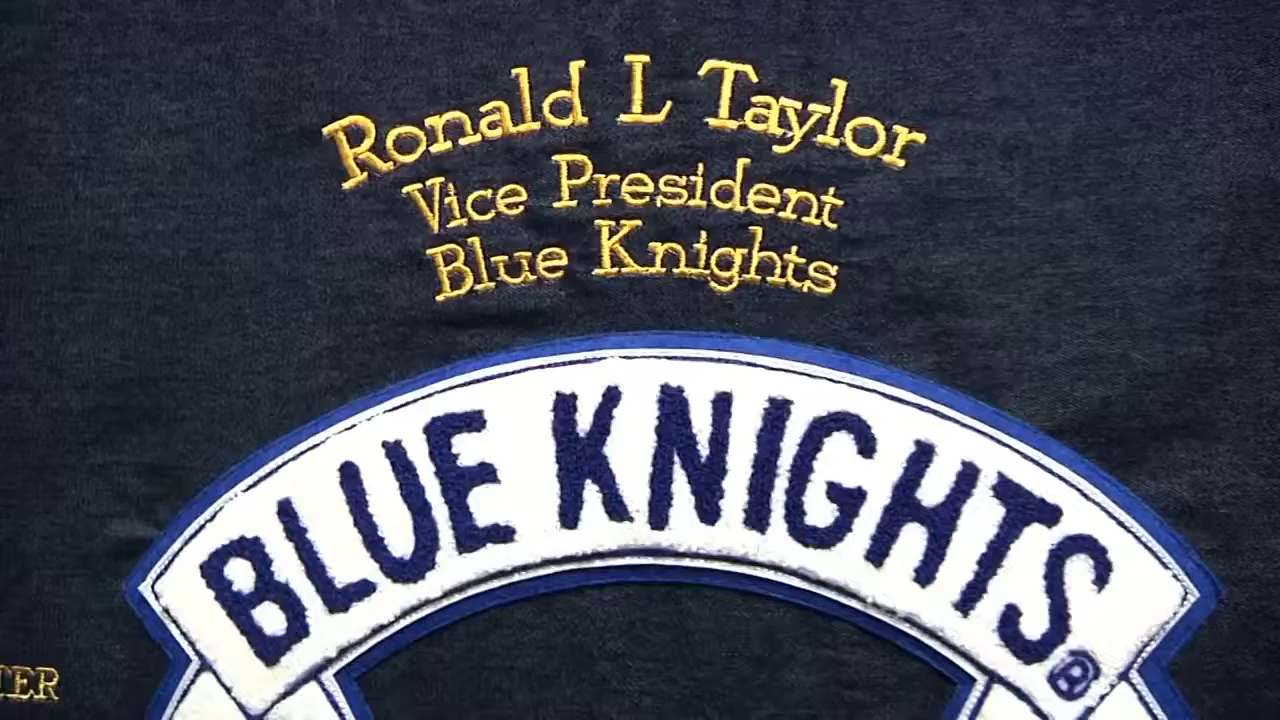 Ronald L Taylor
Vice President
Blue Knights
BLUE KNIGHTS®